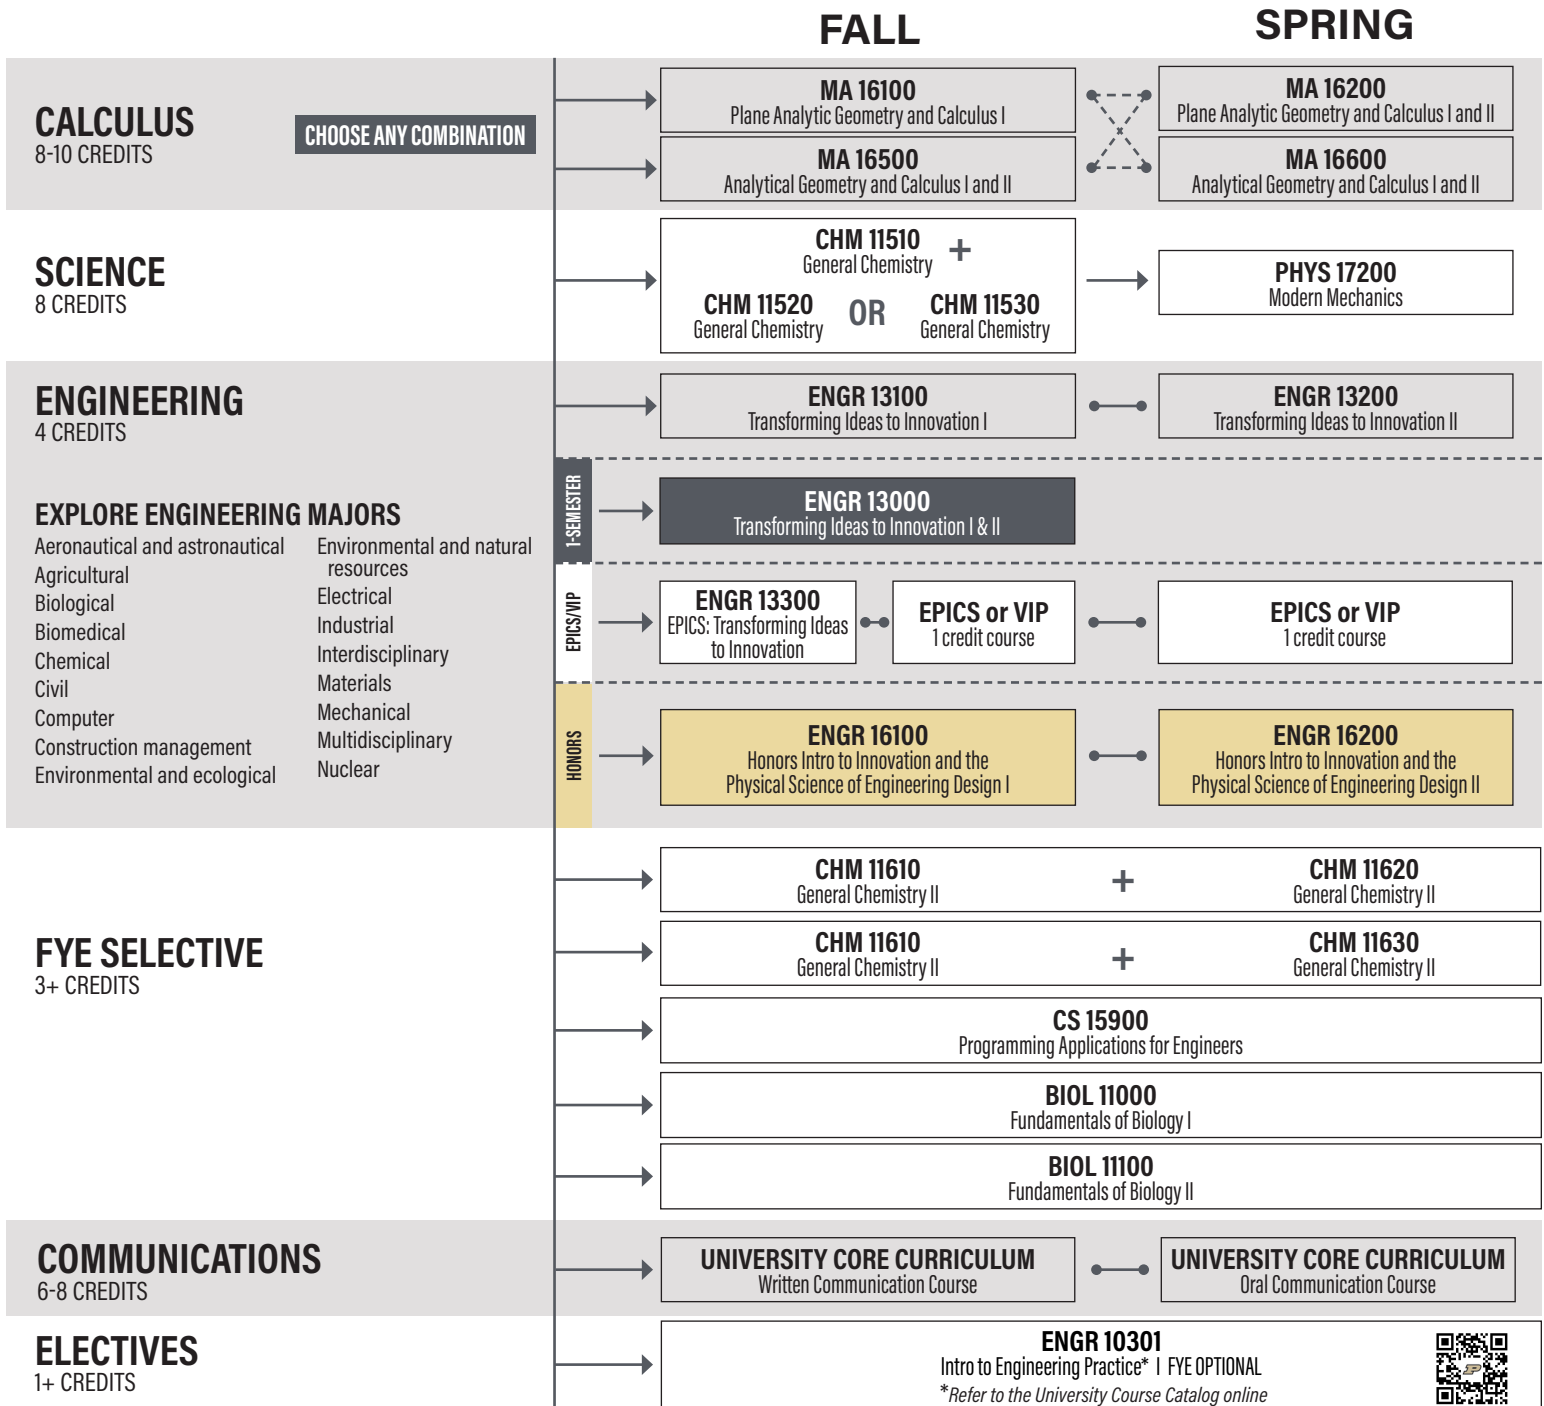 FALL
SPRING
CALCULUS
8-10 CREDITS
CHOOSE ANY COMBINATION
MA 16100
Plane Analytic Geometry and Calculus I
MA 16200
Plane Analytic Geometry and Calculus I and II
MA 16500
Analytical Geometry and Calculus I and II
MA 16600
Analytical Geometry and Calculus I and II
SCIENCE
8 CREDITS
CHM 11510 +
General Chemistry
CHM 11520
General Chemistry
OR
CHM 11530
General Chemistry
PHYS 17200
Modern Mechanics
ENGINEERING
4 CREDITS
ENGR 13100
Transforming Ideas to Innovation I
ENGR 13200
Transforming Ideas to Innovation II
EXPLORE ENGINEERING MAJORS
Aeronautical and astronautical
Agricultural
Biological
Biomedical
Chemical
Civil
Computer
Construction management
Environmental and ecological
Environmental and natural
resources
Electrical
Industrial
Interdisciplinary
Materials
Mechanical
Multidisciplinary
Nuclear
1-SEMESTER
ENGR 13000
Transforming Ideas to Innovation I & II
EPICS/VIP
ENGR 13300
EPICS: Transforming Ideas
to Innovation
EPICS or VIP
1 credit course
EPICS or VIP
1 credit course
HONORS
ENGR 16100
Honors Intro to Innovation and the
Physical Science of Engineering Design I
ENGR 16200
Honors Intro to Innovation and the
Physical Science of Engineering Design II
FYE SELECTIVE
3+ CREDITS
CHM 11610
General Chemistry II
+
CHM 11620
General Chemistry II
CHM 11610
General Chemistry II
+
CHM 11630
General Chemistry II
CS 15900
Programming Applications for Engineers
BIOL 11000
Fundamentals of Biology I
BIOL 11100
Fundamentals of Biology II
COMMUNICATIONS
6-8 CREDITS
UNIVERSITY CORE CURRICULUM
Written Communication Course
UNIVERSITY CORE CURRICULUM
Oral Communication Course
ELECTIVES
1+ CREDITS
ENGR 10301
Intro to Engineering Practice* | FYE OPTIONAL
*Refer to the University Course Catalog online
P